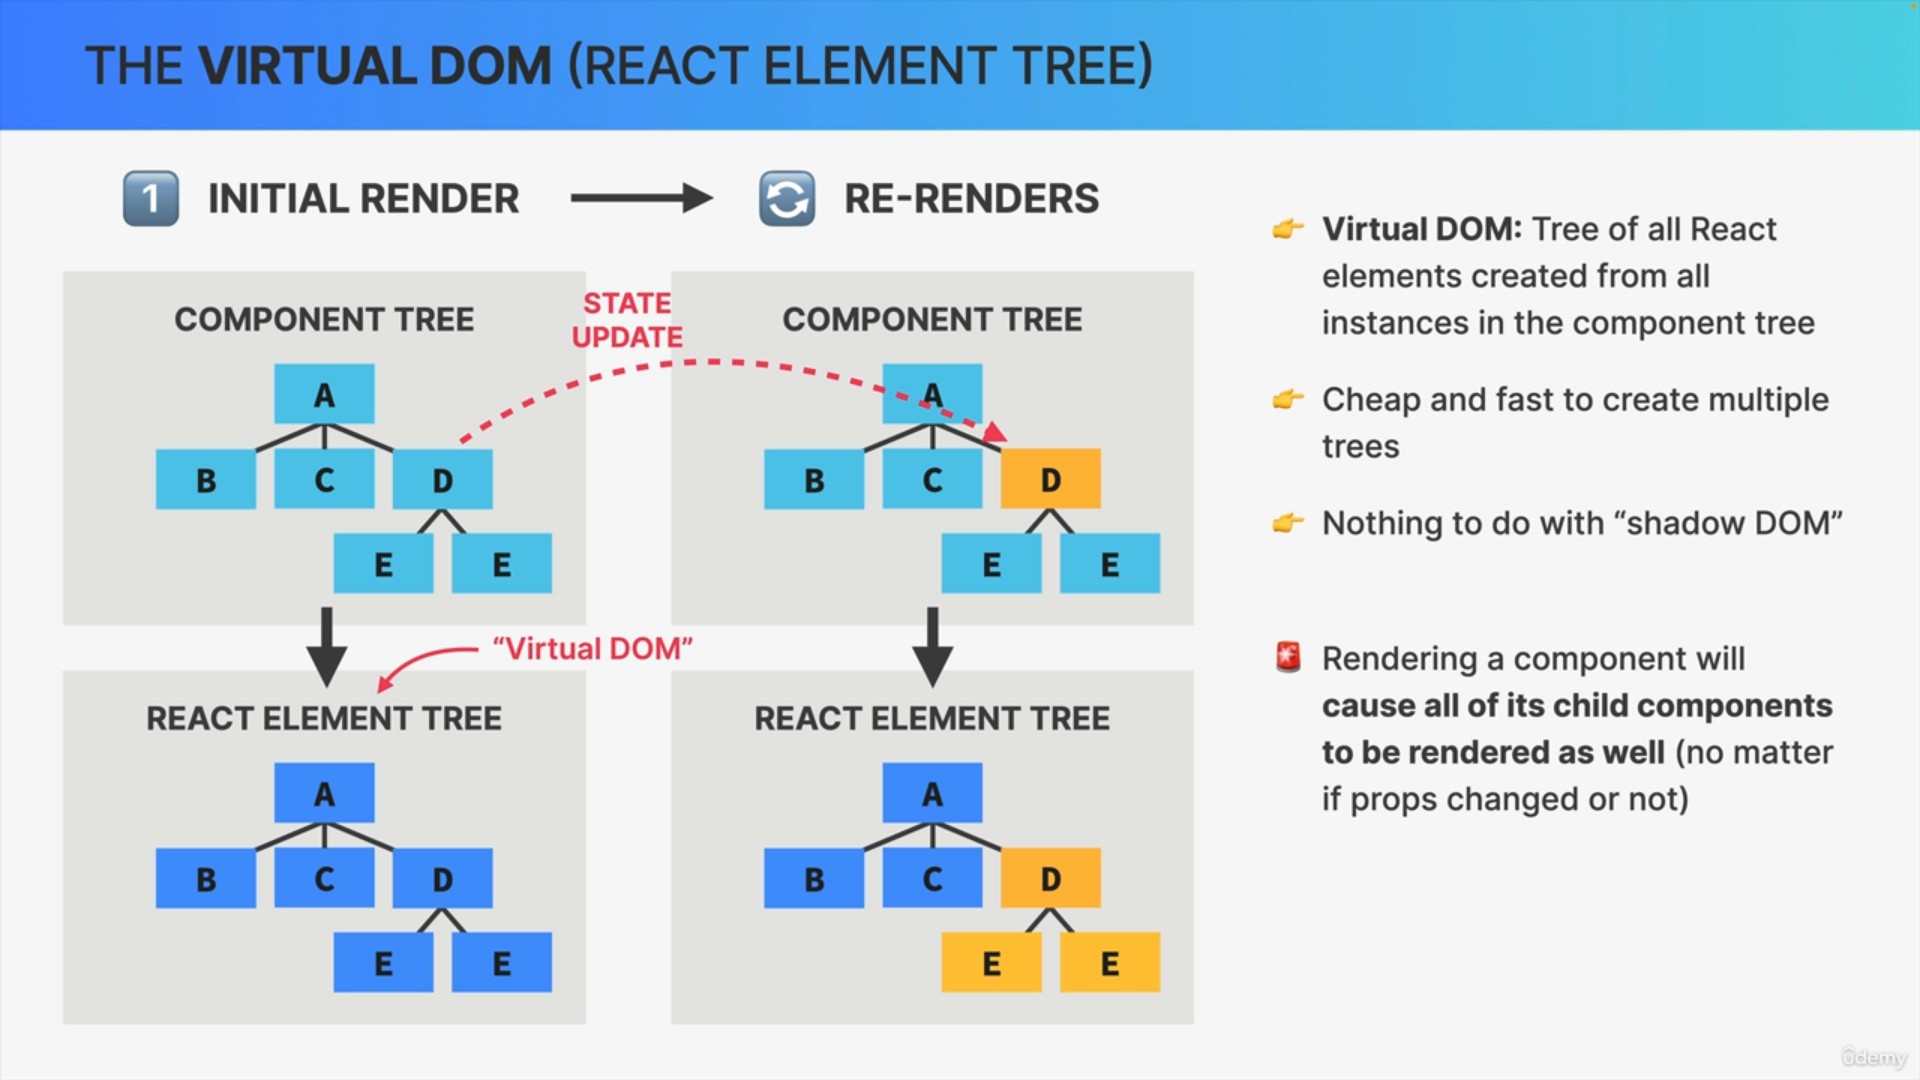 THE VIRTUAL DOM (REACT ELEMENT TREE)
1 INITIAL RENDER
RE-RENDERS
COMPONENT TREE
A
B C D
E E
STATE
UPDATE
COMPONENT TREE
A
B C D
E E
“Virtual DOM”
REACT ELEMENT TREE
A
B C D
E E
REACT ELEMENT TREE
A
B C D
E E
Virtual DOM: Tree of all React
elements created from all
instances in the component tree
Cheap and fast to create multiple
trees
Nothing to do with “shadow DOM”
Rendering a component will
cause all of its child components
to be rendered as well (no matter
if props changed or not)
ûdemy